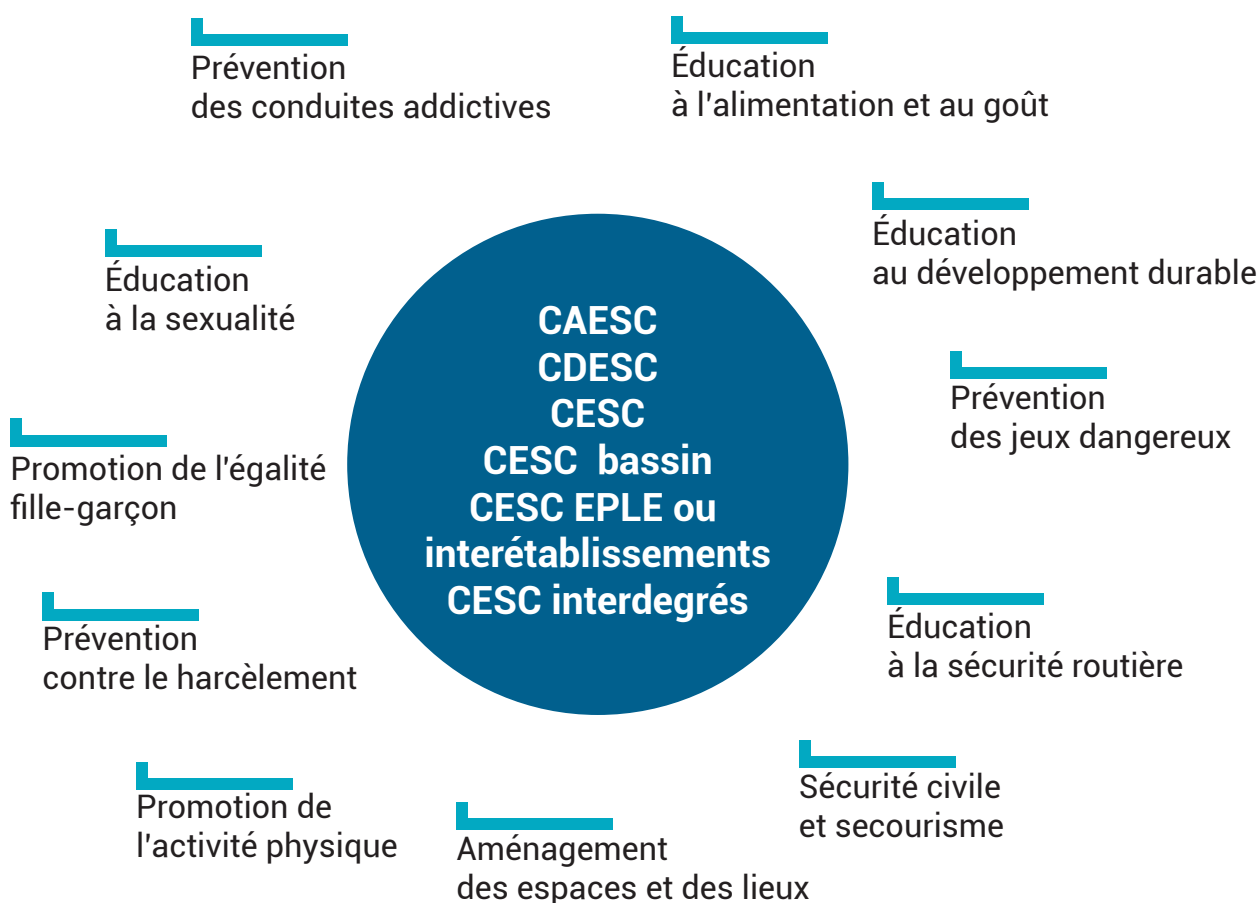 Prévention
des conduites addictives
Éducation
à l'alimentation et au goût
Éducation
au développement durable
Éducation
à la sexualité
CAESC
CDESC
CESC
CESC  bassin
CESC EPLE ou
interétablissements
CESC interdegrés
Prévention
des jeux dangereux
Promotion de l'égalité
fille-garçon
Éducation
à la sécurité routière
Prévention
contre le harcèlement
Sécurité civile
et secourisme
Promotion de
l'activité physique
Aménagement
des espaces et des lieux